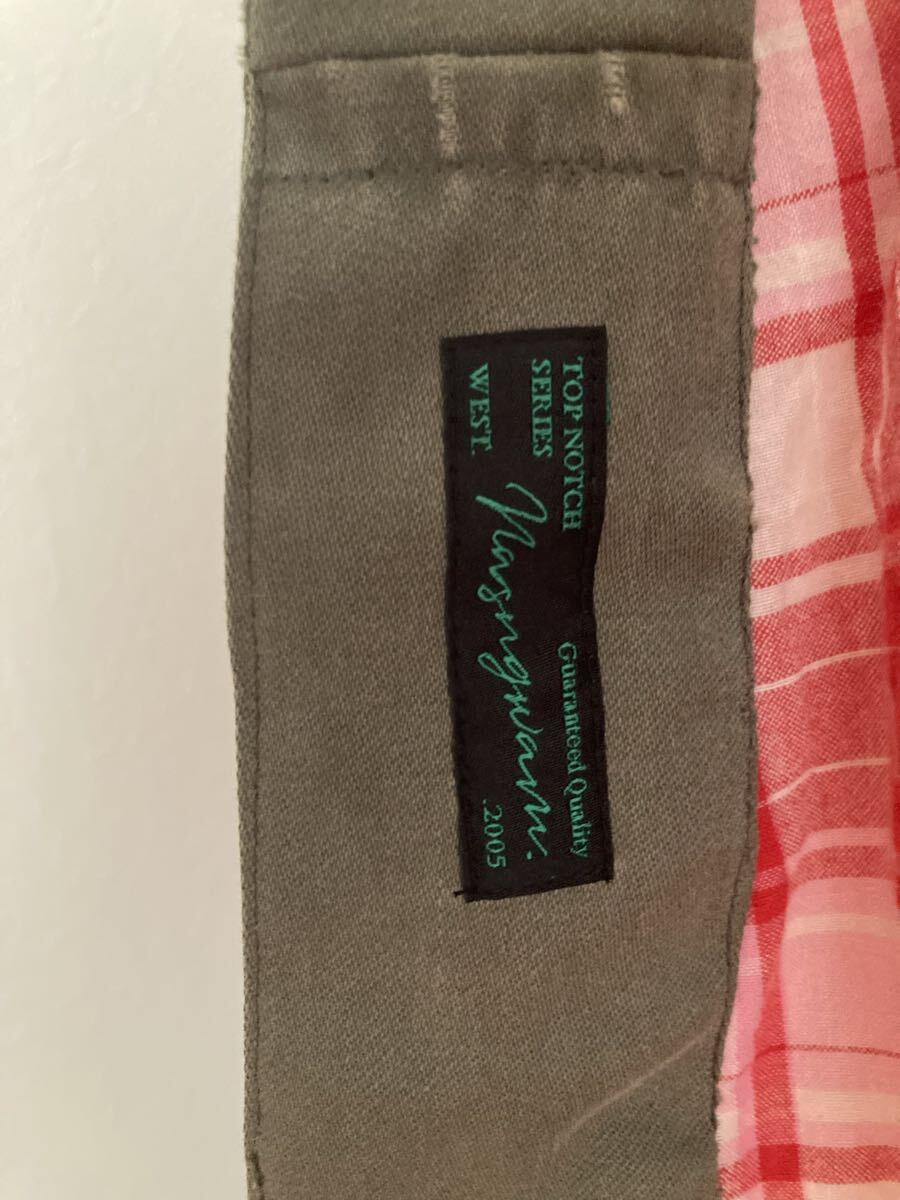 TOP NOTCH
SERIES
Guaranteed Quality
Nasngwam.
WEST.
.2005